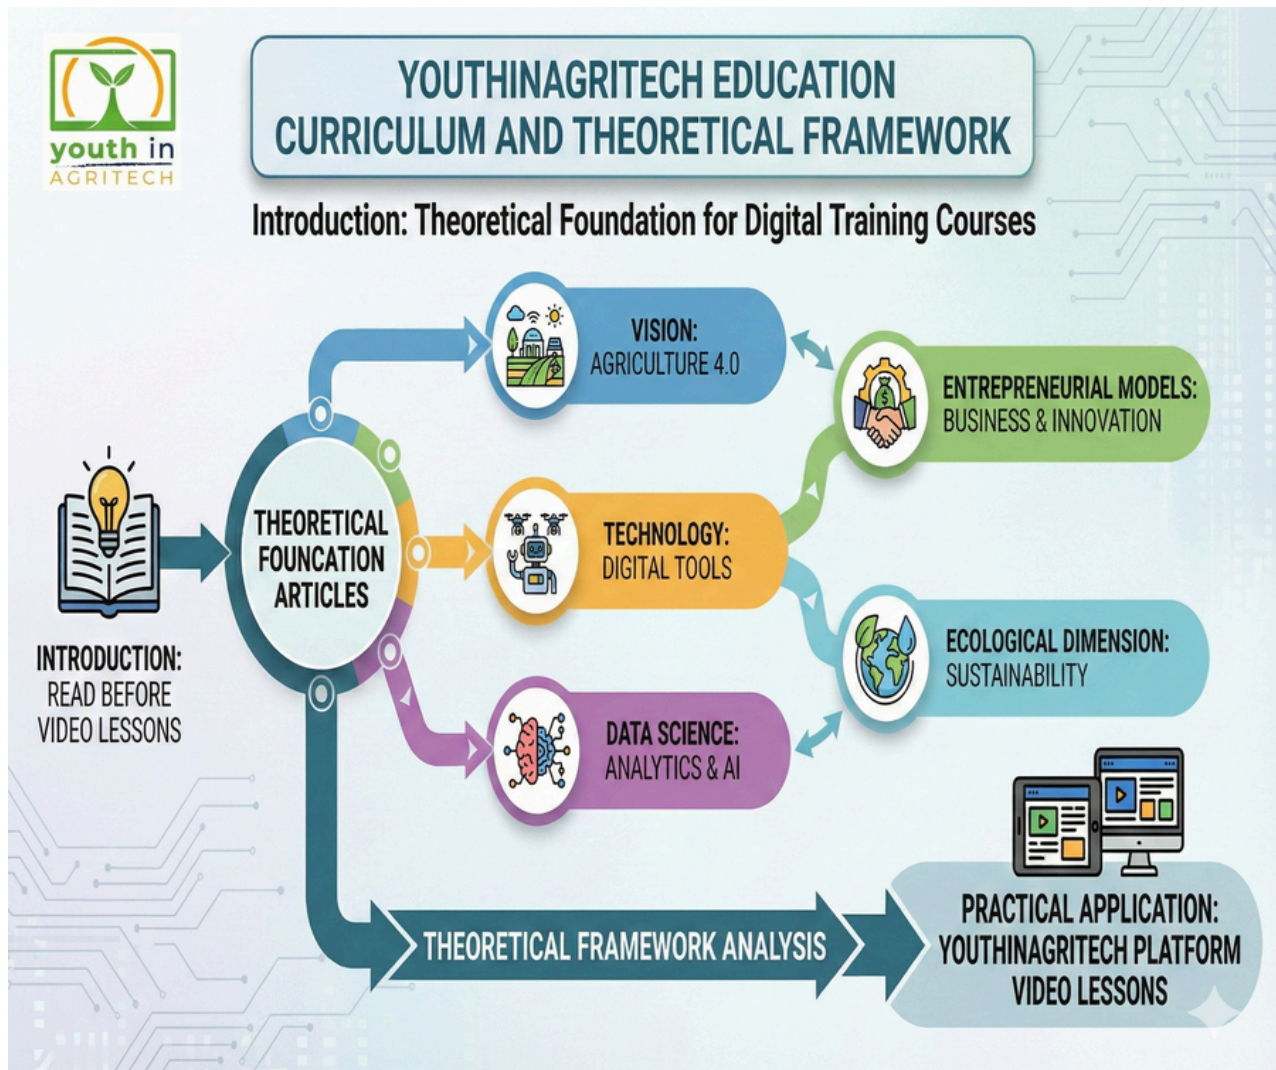 youth in
AGRITECH
YOUTHINAGRITECH EDUCATION
CURRICULUM AND THEORETICAL FRAMEWORK
Introduction: Theoretical Foundation for Digital Training Courses
INTRODUCTION:
READ BEFORE
VIDEO LESSONS
THEORETICAL
FOUNCATION
ARTICLES
VISION:
AGRICULTURE 4.0
TECHNOLOGY:
DIGITAL TOOLS
DATA SCIENCE:
ANALYTICS & AI
ENTREPRENEURIAL MODELS:
BUSINESS & INNOVATION
ECOLOGICAL DIMENSION:
SUSTAINABILITY
THEORETICAL FRAMEWORK ANALYSIS
PRACTICAL APPLICATION:
YOUTHINAGRITECH PLATFORM
VIDEO LESSONS